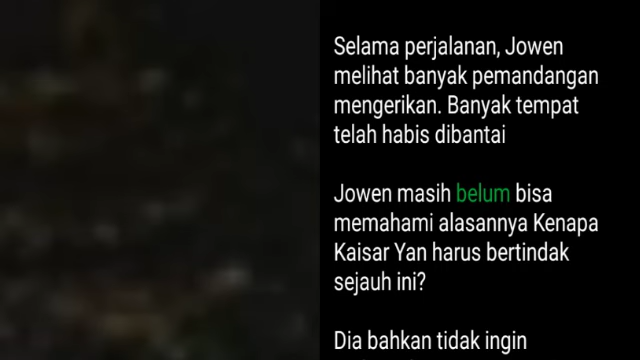 Selama perjalanan, Jowen
melihat banyak pemandangan
mengerikan. Banyak tempat
telah habis dibantai
Jowen masih belum bisa
memahami alasannya Kenapa
Kaisar Yan harus bertindak
sejauh ini?
Dia bahkan tidak ingin